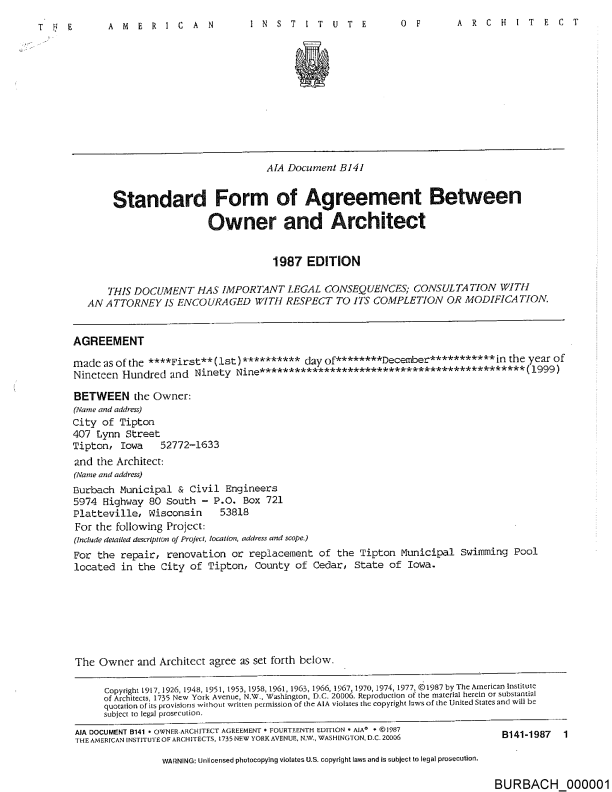 THE AMERICAN INSTITUTE OF ARCHITECT
AIA Document B141
Standard Form of Agreement Between
Owner and Architect
1987 EDITION
THIS DOCUMENT HAS IMPORTANT LEGAL CONSEQUENCES; CONSULTATION WITH
AN ATTORNEY IS ENCOURAGED WITH RESPECT TO ITS COMPLETION OR MODIFICATION.
AGREEMENT
made as of the ****First**(1st)********** day of********December***********in the year of
Nineteen Hundred and Ninety Nine*********************************************(1999)
BETWEEN the Owner:
(Name and address)
City of Tipton
407 Lynn Street
Tipton, Iowa 52772-1633
and the Architect:
(Name and address)
Burbach Municipal & Civil Engineers
5974 Highway 80 South - P.O. Box 721
Platteville, Wisconsin 53818
For the following Project:
(Include detailed description of Project, location, address and scope.)
For the repair, renovation or replacement of the Tipton Municipal Swimming Pool
located in the City of Tipton, County of Cedar, State of Iowa.
The Owner and Architect agree as set forth below.
Copyright 1917, 1926, 1948, 1951, 1953, 1958, 1961, 1963, 1966, 1967, 1970, 1974, 1977, ©1987 by The American Institute
of Architects, 1735 New York Avenue, N.W., Washington, D.C. 20006. Reproduction of the material herein or substantial
quotation of its provisions without written permission of the AIA violates the copyright laws of the United States and will be
subject to legal prosecution.
AIA DOCUMENT B141 • OWNER-ARCHITECT AGREEMENT • FOURTEENTH EDITION • AIA® • ©1987
THE AMERICAN INSTITUTE OF ARCHITECTS, 1735 NEW YORK AVENUE, N.W., WASHINGTON, D.C. 20006
B141-1987 1
WARNING: Unlicensed photocopying violates U.S. copyright laws and is subject to legal prosecution.
BURBACH_000001